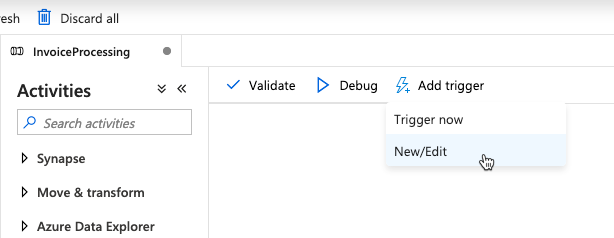 esh Discard all
InvoiceProcessing
Activities
Validate Debug Add trigger
Search activities
Trigger now
New/Edit
Synapse
Move & transform
Azure Data Explorer